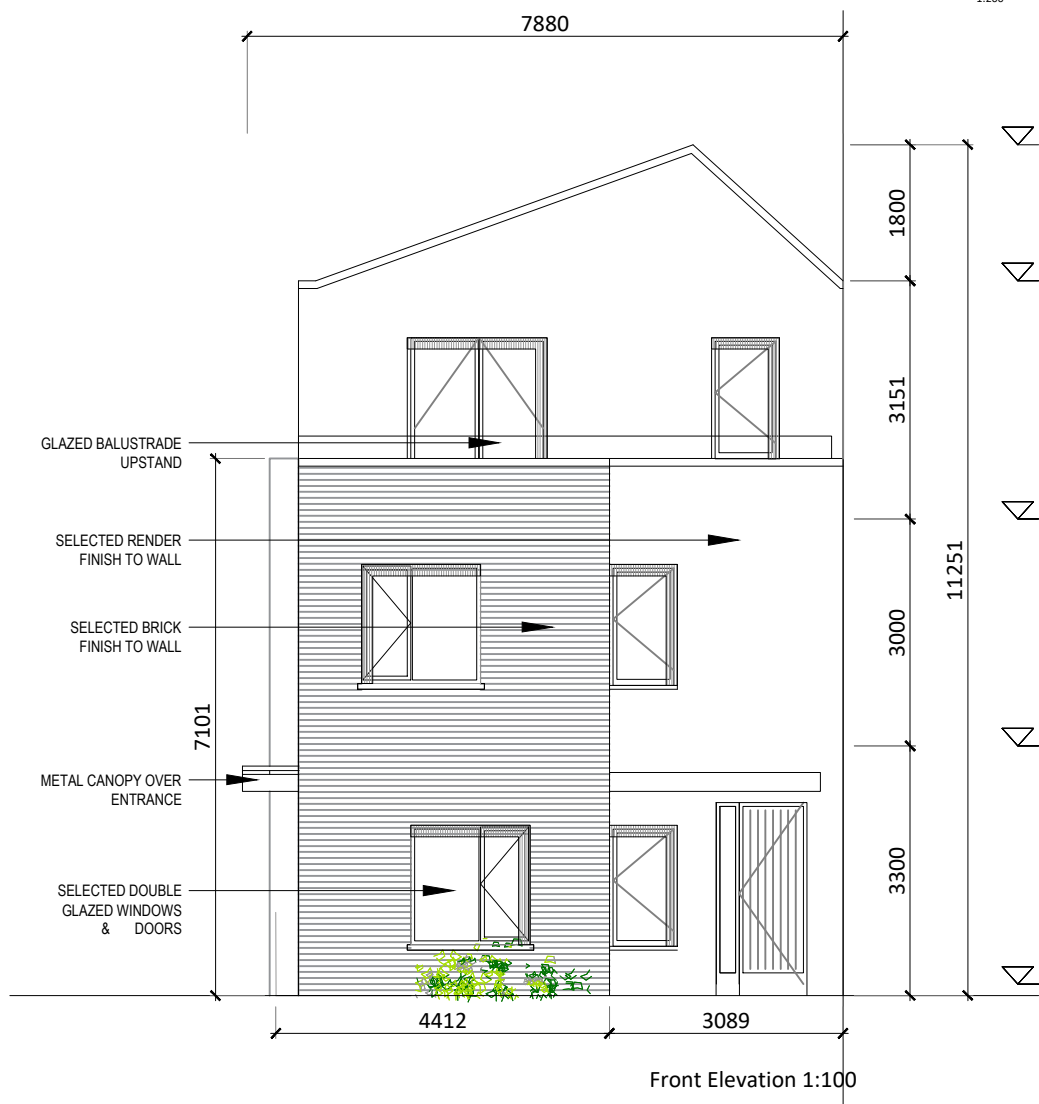 7880
1800
3151
GLAZED BALUSTRADE
UPSTAND
SELECTED RENDER
FINISH TO WALL
11251
3000
SELECTED BRICK
FINISH TO WALL
7101
METAL CANOPY OVER
ENTRANCE
3300
SELECTED DOUBLE
GLAZED WINDOWS
& DOORS
4412
3089
Front Elevation 1:100